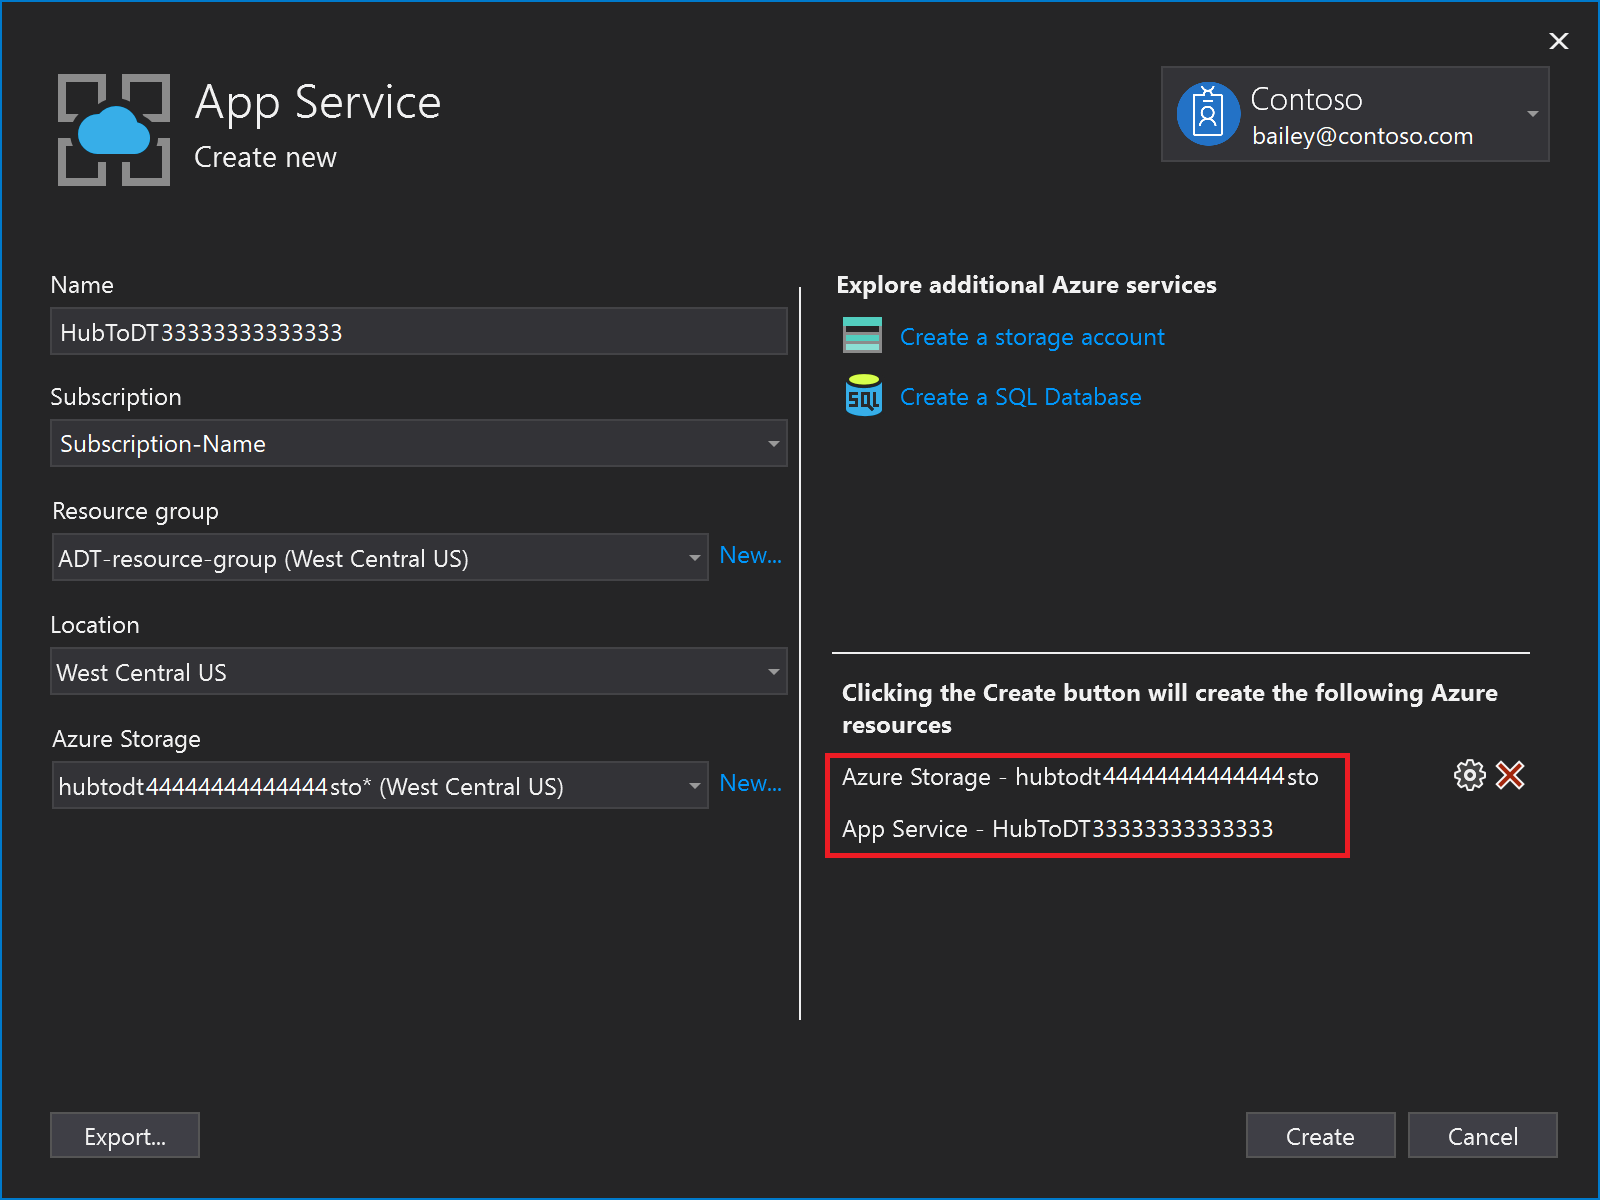 App Service
Create new
Contoso
bailey@contoso.com
Name
HubToDT33333333333333
Subscription
Subscription-Name
Resource group
ADT-resource-group (West Central US)
New...
Location
West Central US
Azure Storage
hubtodt44444444444444sto* (West Central US)
New...
Explore additional Azure services
Create a storage account
SQL
Create a SQL Database
Clicking the Create button will create the following Azure
resources
Azure Storage - hubtodt44444444444444sto
App Service - HubToDT33333333333333
Export...
Create
Cancel